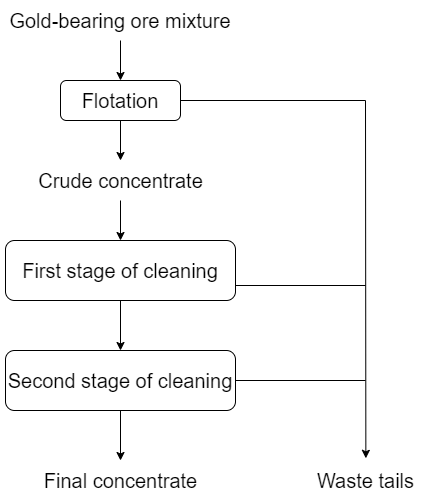 Gold-bearing ore mixture
Flotation
Crude concentrate
First stage of cleaning
Second stage of cleaning
Final concentrate
Waste tails